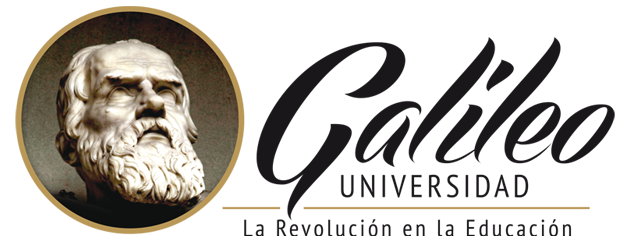 Galileo
UNIVERSIDAD
La Revolución en la Educación